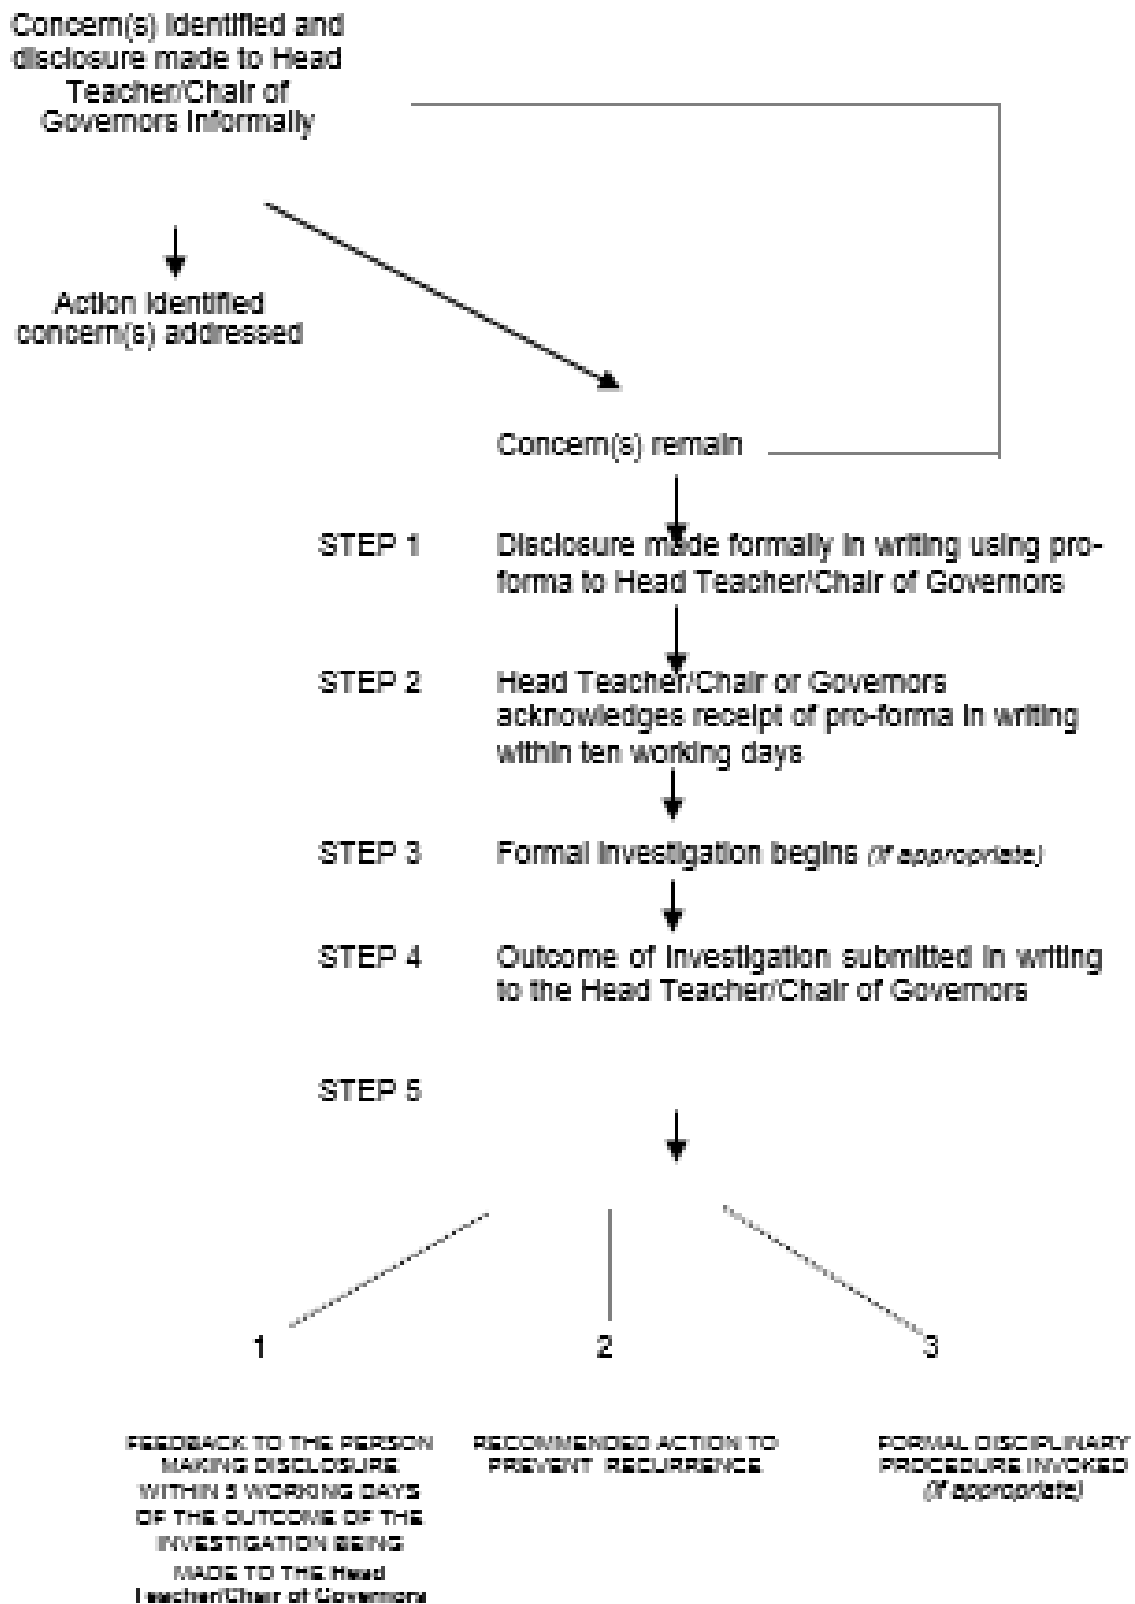 Concern(s) identified and
disclosure made to Head
Teacher/Chair of
Governors informally
Action identified
concern(s) addressed
Concern(s) remain
STEP 1
Disclosure made formally in writing using pro-
forma to Head Teacher/Chair of Governors
STEP 2
Head Teacher/Chair or Governors
acknowledges receipt of pro-forma in writing
within ten working days
STEP 3
Formal investigation begins (if appropriate)
STEP 4
Outcome of investigation submitted in writing
to the Head Teacher/Chair of Governors
STEP 5
1
2
3
FEEDBACK TO THE PERSON
MAKING DISCLOSURE
WITHIN 5 WORKING DAYS
OF THE OUTCOME OF THE
INVESTIGATION BEING
MADE TO THE Head
Teacher/Chair of Governors
RECOMMENDED ACTION TO
PREVENT RECURRENCE
FORMAL DISCIPLINARY
PROCEDURE INVOKED
(if appropriate)